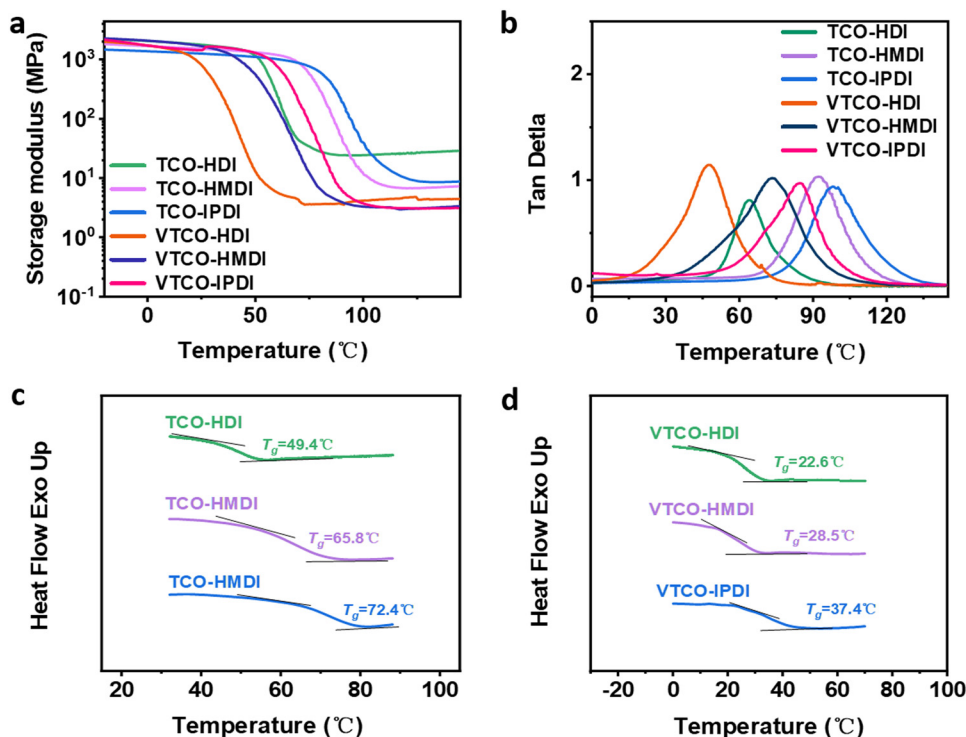 a
Storage modulus (MPa)
10³
10²
10¹
10⁰
10⁻¹
TCO-HDI
TCO-HMDI
TCO-IPDI
VTCO-HDI
VTCO-HMDI
VTCO-IPDI
0 50 100
Temperature (℃)
b
Tan Detla
2
1
0
TCO-HDI
TCO-HMDI
TCO-IPDI
VTCO-HDI
VTCO-HMDI
VTCO-IPDI
0 30 60 90 120
Temperature (℃)
c
Heat Flow Exo Up
TCO-HDI
Tg=49.4℃
TCO-HMDI
Tg=65.8℃
TCO-HMDI
Tg=72.4℃
20 40 60 80 100
Temperature (℃)
d
Heat Flow Exo Up
VTCO-HDI
Tg=22.6℃
VTCO-HMDI
Tg=28.5℃
VTCO-IPDI
Tg=37.4℃
-20 0 20 40 60 80 100
Temperature (℃)